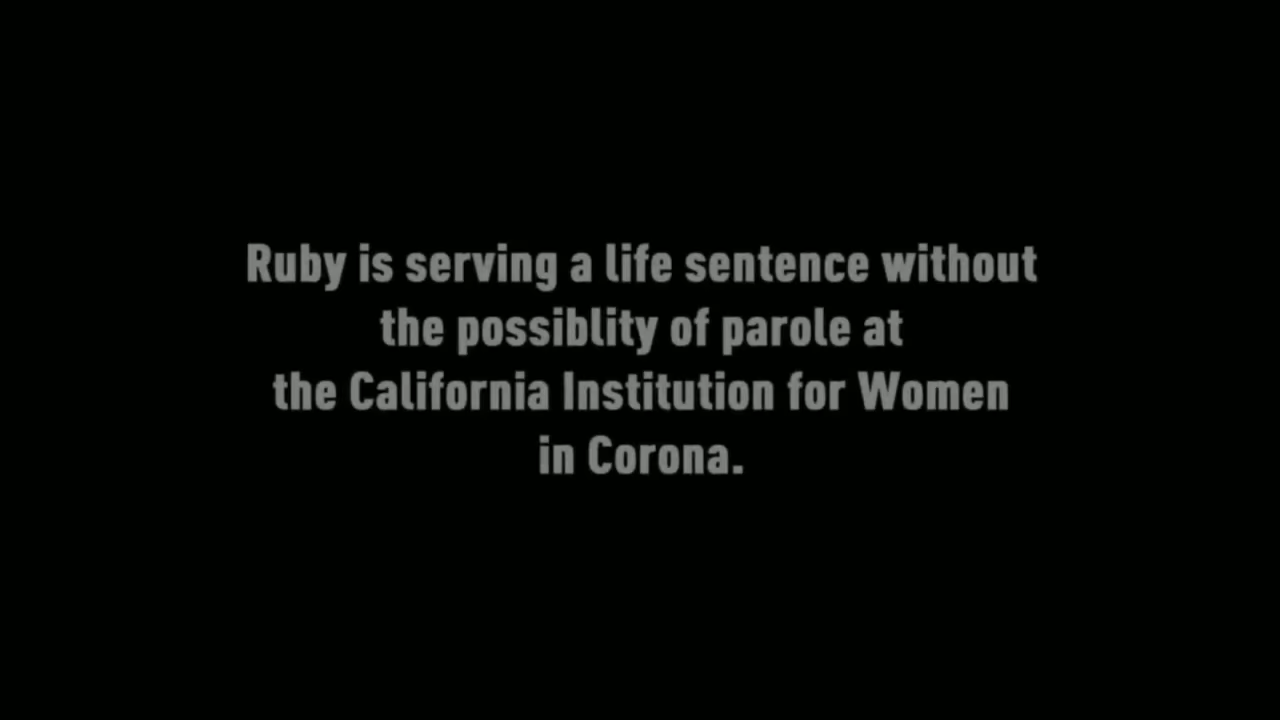 Ruby is serving a life sentence without
the possiblity of parole at
the California Institution for Women
in Corona.